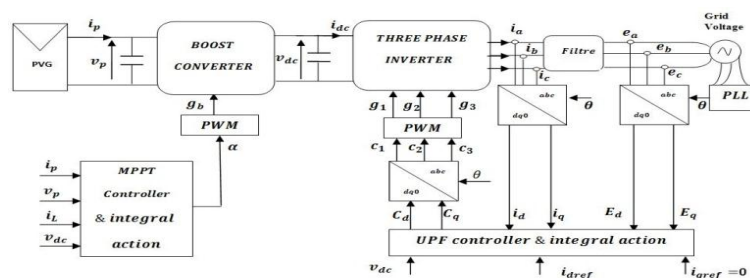 Grid
Voltage
i_p
i_dc
i_a
i_b
i_c
e_a
e_b
e_c
PVG
v_p
BOOST
CONVERTER
v_dc
THREE PHASE
INVERTER
Filtre
g_b
g_1
g_2
g_3
abc
dq0
θ
abc
dq0
θ
PLL
PWM
PWM
α
c_1
c_2
c_3
i_p
v_p
i_L
v_dc
MPPT
Controller
& integral
action
abc
dq0
θ
C_d
C_q
i_d
i_q
E_d
E_q
UPF controller & integral action
v_dc
i_dref
i_qref =0